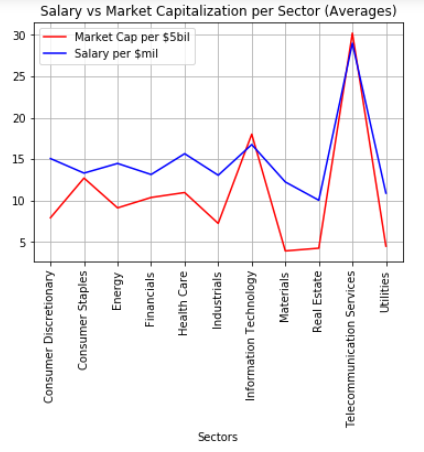 Salary vs Market Capitalization per Sector (Averages)
Market Cap per $5bil
Salary per $mil
30
25
20
15
10
5
Consumer Discretionary
Consumer Staples
Energy
Financials
Health Care
Industrials
Information Technology
Materials
Real Estate
Telecommunication Services
Utilities
Sectors